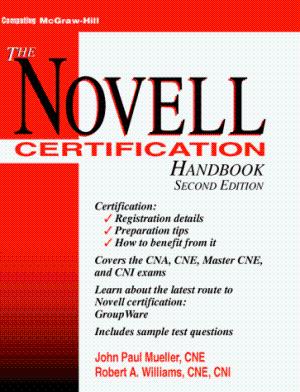 Computing McGraw-Hill
THE
NOVELL
CERTIFICATION
HANDBOOK
SECOND EDITION
Certification:
✓ Registration details
✓ Preparation tips
✓ How to benefit from it
Covers the CNA, CNE, Master CNE,
and CNI exams
Learn about the latest route to
Novell certification:
GroupWare
Includes sample test questions
John Paul Mueller, CNE
Robert A. Williams, CNE, CNI